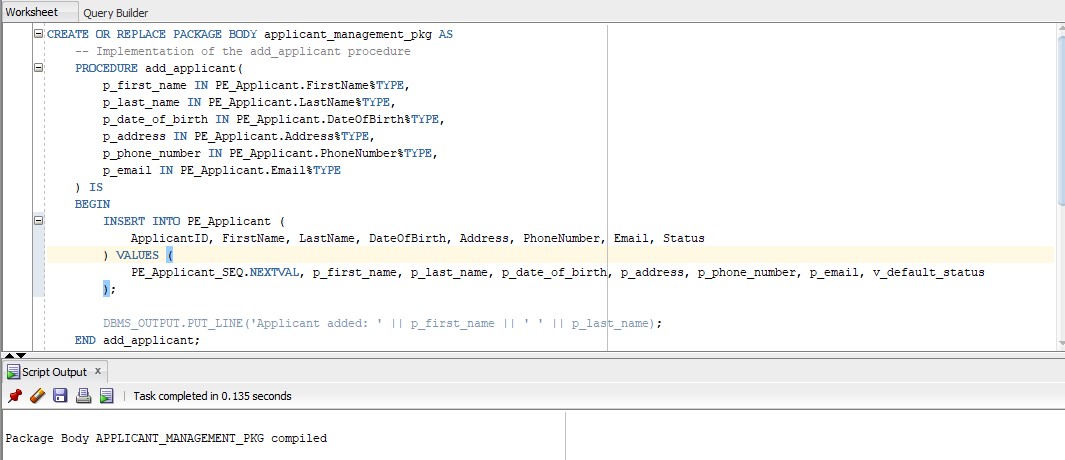 Worksheet Query Builder
CREATE OR REPLACE PACKAGE BODY applicant_management_pkg AS
-- Implementation of the add_applicant procedure
PROCEDURE add_applicant(
p_first_name IN PE_Applicant.FirstName%TYPE,
p_last_name IN PE_Applicant.LastName%TYPE,
p_date_of_birth IN PE_Applicant.DateOfBirth%TYPE,
p_address IN PE_Applicant.Address%TYPE,
p_phone_number IN PE_Applicant.PhoneNumber%TYPE,
p_email IN PE_Applicant.Email%TYPE
) IS
BEGIN
INSERT INTO PE_Applicant (
ApplicantID, FirstName, LastName, DateOfBirth, Address, PhoneNumber, Email, Status
) VALUES (
PE_Applicant_SEQ.NEXTVAL, p_first_name, p_last_name, p_date_of_birth, p_address, p_phone_number, p_email, v_default_status
);
DBMS_OUTPUT.PUT_LINE('Applicant added: ' || p_first_name || ' ' || p_last_name);
END add_applicant;
Script Output x
Task completed in 0.135 seconds
Package Body APPLICANT_MANAGEMENT_PKG compiled